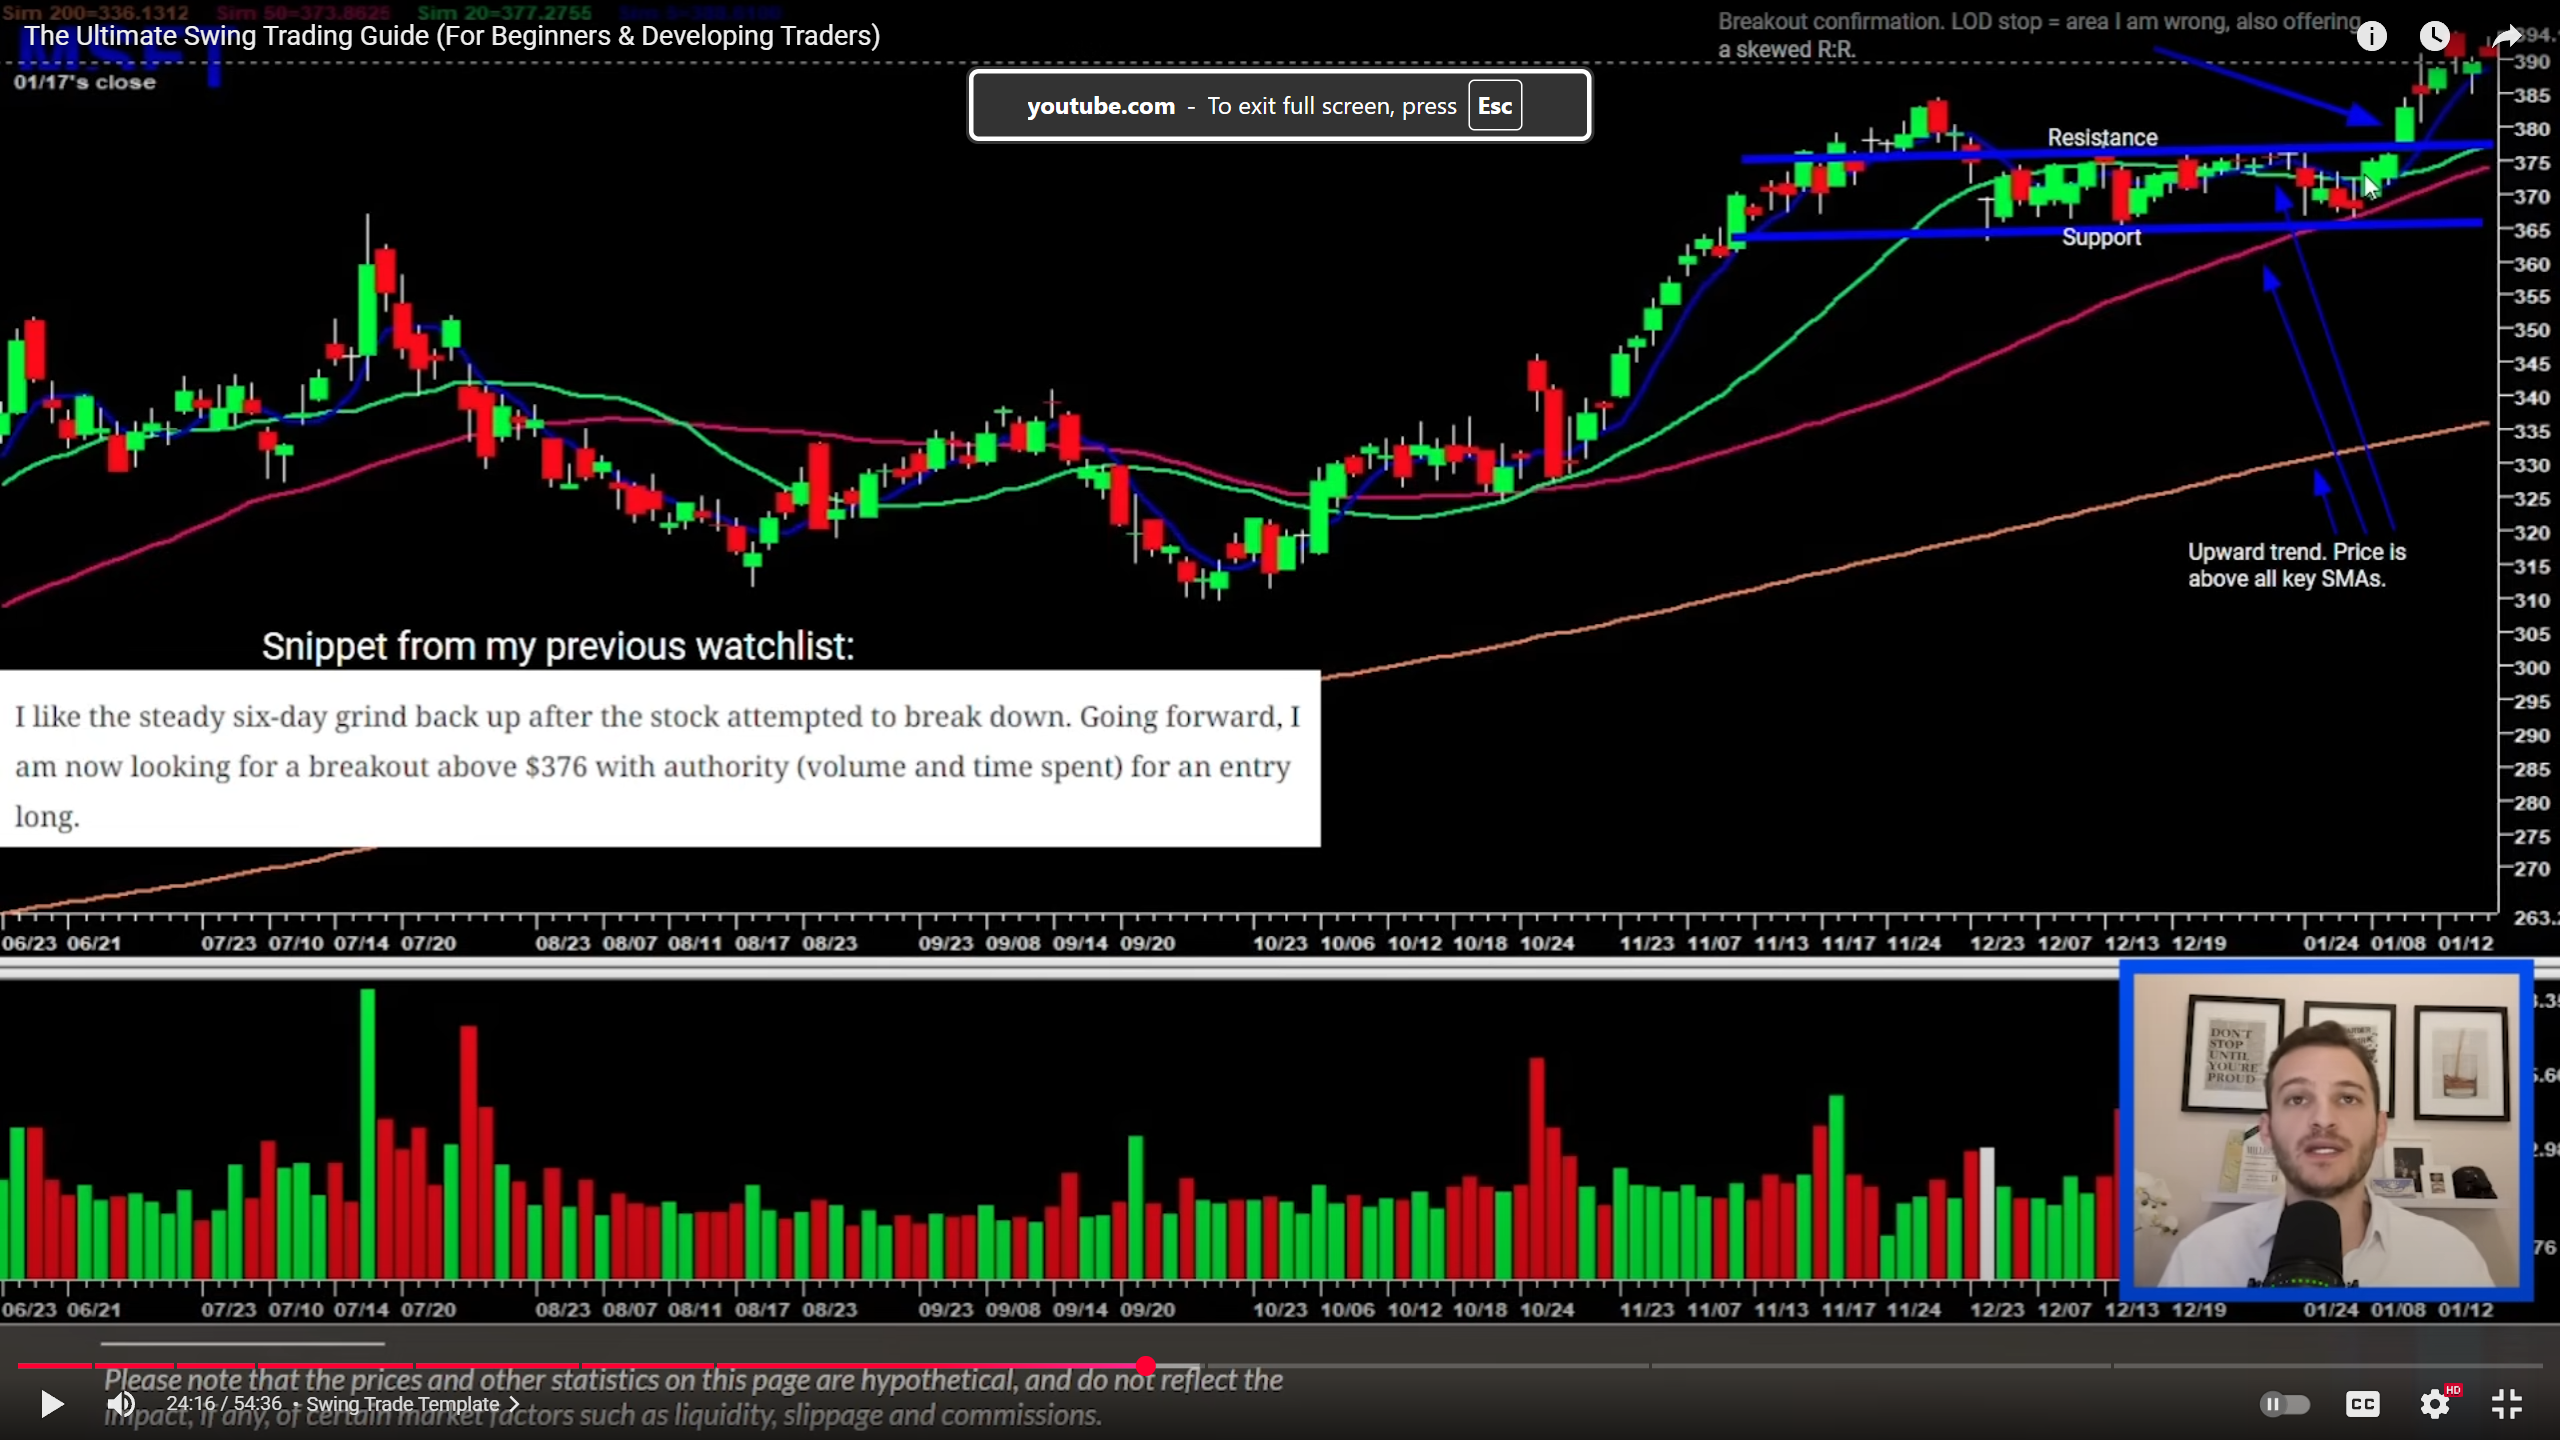 Sim 200=336.1312 Sim 50=373.8625 Sim 20=377.2755
The Ultimate Swing Trading Guide (For Beginners & Developing Traders)
MSFT
01/17's close
Breakout confirmation. LOD stop = area I am wrong, also offering
a skewed R:R.
youtube.com - To exit full screen, press Esc
Resistance
Support
Upward trend. Price is
above all key SMAs.
390
385
380
375
370
365
360
355
350
345
340
335
330
325
320
315
310
305
300
295
290
285
280
275
270
Snippet from my previous watchlist:
I like the steady six-day grind back up after the stock attempted to break down. Going forward, I
am now looking for a breakout above $376 with authority (volume and time spent) for an entry
long.
06/23 06/21 07/23 07/10 07/14 07/20 08/23 08/07 08/11 08/17 08/23 09/23 09/08 09/14 09/20 10/23 10/06 10/12 10/18 10/24 11/23 11/07 11/13 11/17 11/24 12/23 12/07 12/13 12/19 01/24 01/08 01/12
DON'T
STOP
UNTIL
YOU'RE
PROUD
06/23 06/21 07/23 07/10 07/14 07/20 08/23 08/07 08/11 08/17 08/23 09/23 09/08 09/14 09/20 10/23 10/06 10/12 10/18 10/24 11/23 11/07 11/13 11/17 11/24 12/23 12/07 12/13 12/19 01/24 01/08 01/12
Please note that the prices and other statistics on this page are hypothetical, and do not reflect the
impact, if any, of certain market factors such as liquidity, slippage and commissions.
24:16 / 54:36 • Swing Trade Template
CC
HD